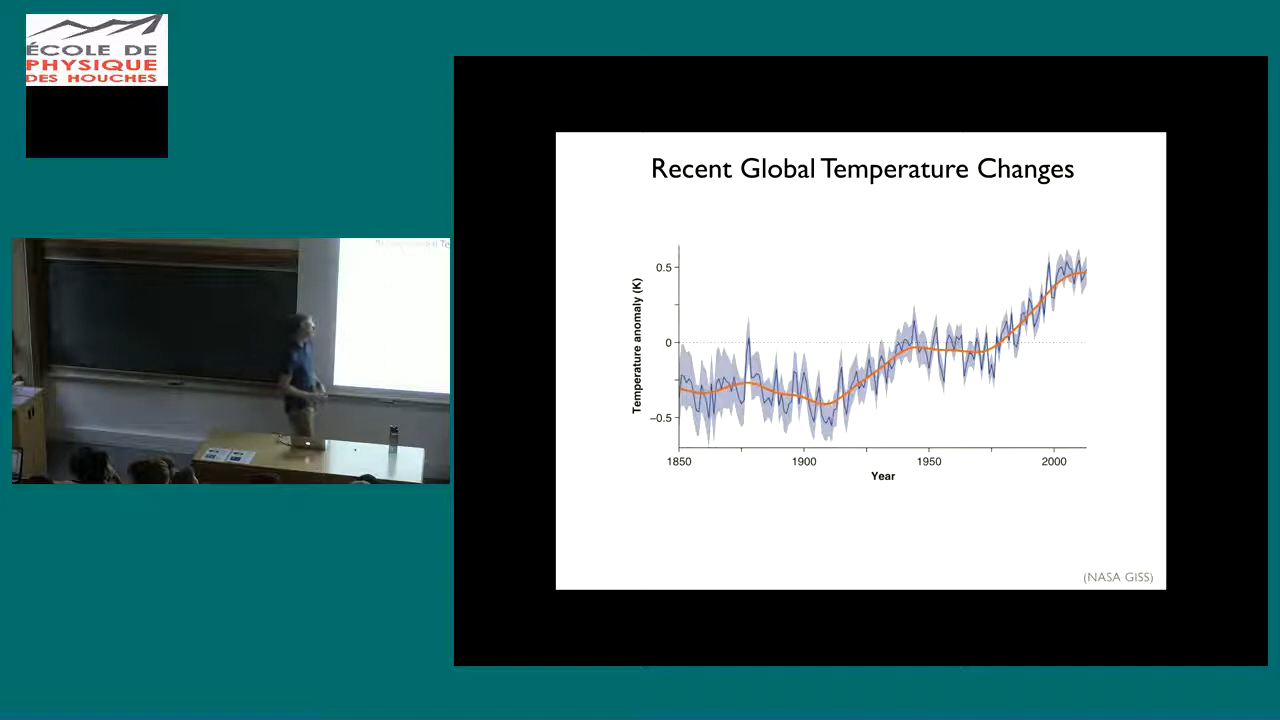 ÉCOLE DE
PHYSIQUE
DES HOUCHES
Recent Global Temperature Changes
0.5
0
−0.5
Temperature anomaly (K)
1850
1900
1950
2000
Year
(NASA GISS)